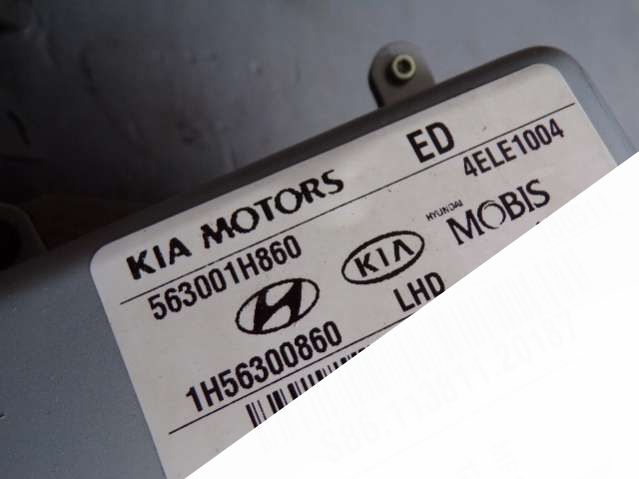 KIA MOTORS ED
563001H860 4ELE1004
KIA HYUNDAI MOBIS
1H56300860 LHD